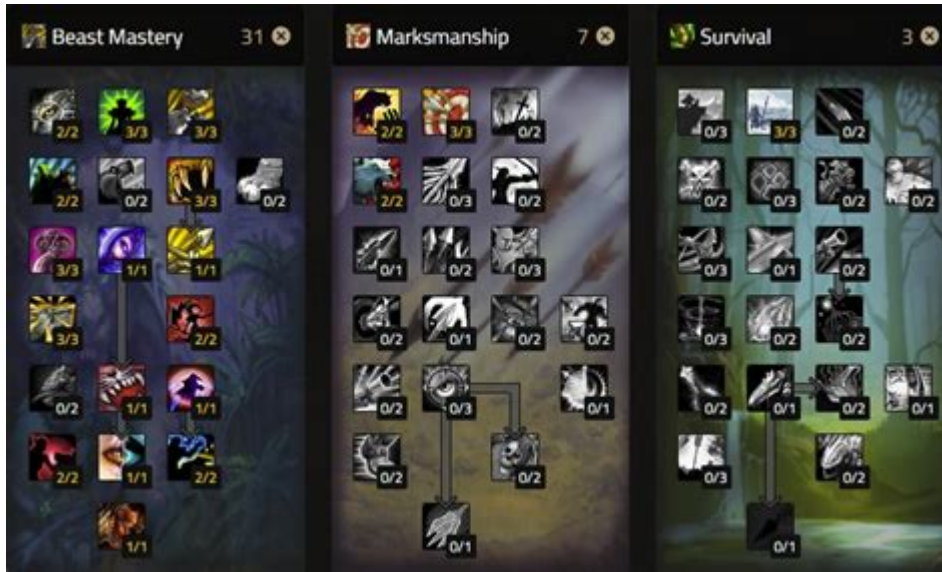 Beast Mastery 31 Marksmanship 7 Survival 3
2/2 3/3 3/3 2/2 3/3 0/2 0/3 3/3 0/2
2/2 0/2 3/3 0/2 2/2 0/3 0/2 0/2 0/2 0/2 0/2
3/3 1/1 1/1 0/1 0/2 0/3 0/3 0/1 0/2
3/3 2/2 0/2 0/1 0/2 0/2 0/3 0/2 0/2
0/2 1/1 1/1 0/2 0/3 0/1 0/2 0/1 0/2 0/1
2/2 1/1 2/2 0/2 0/2 0/3 0/2
1/1 0/1 0/1